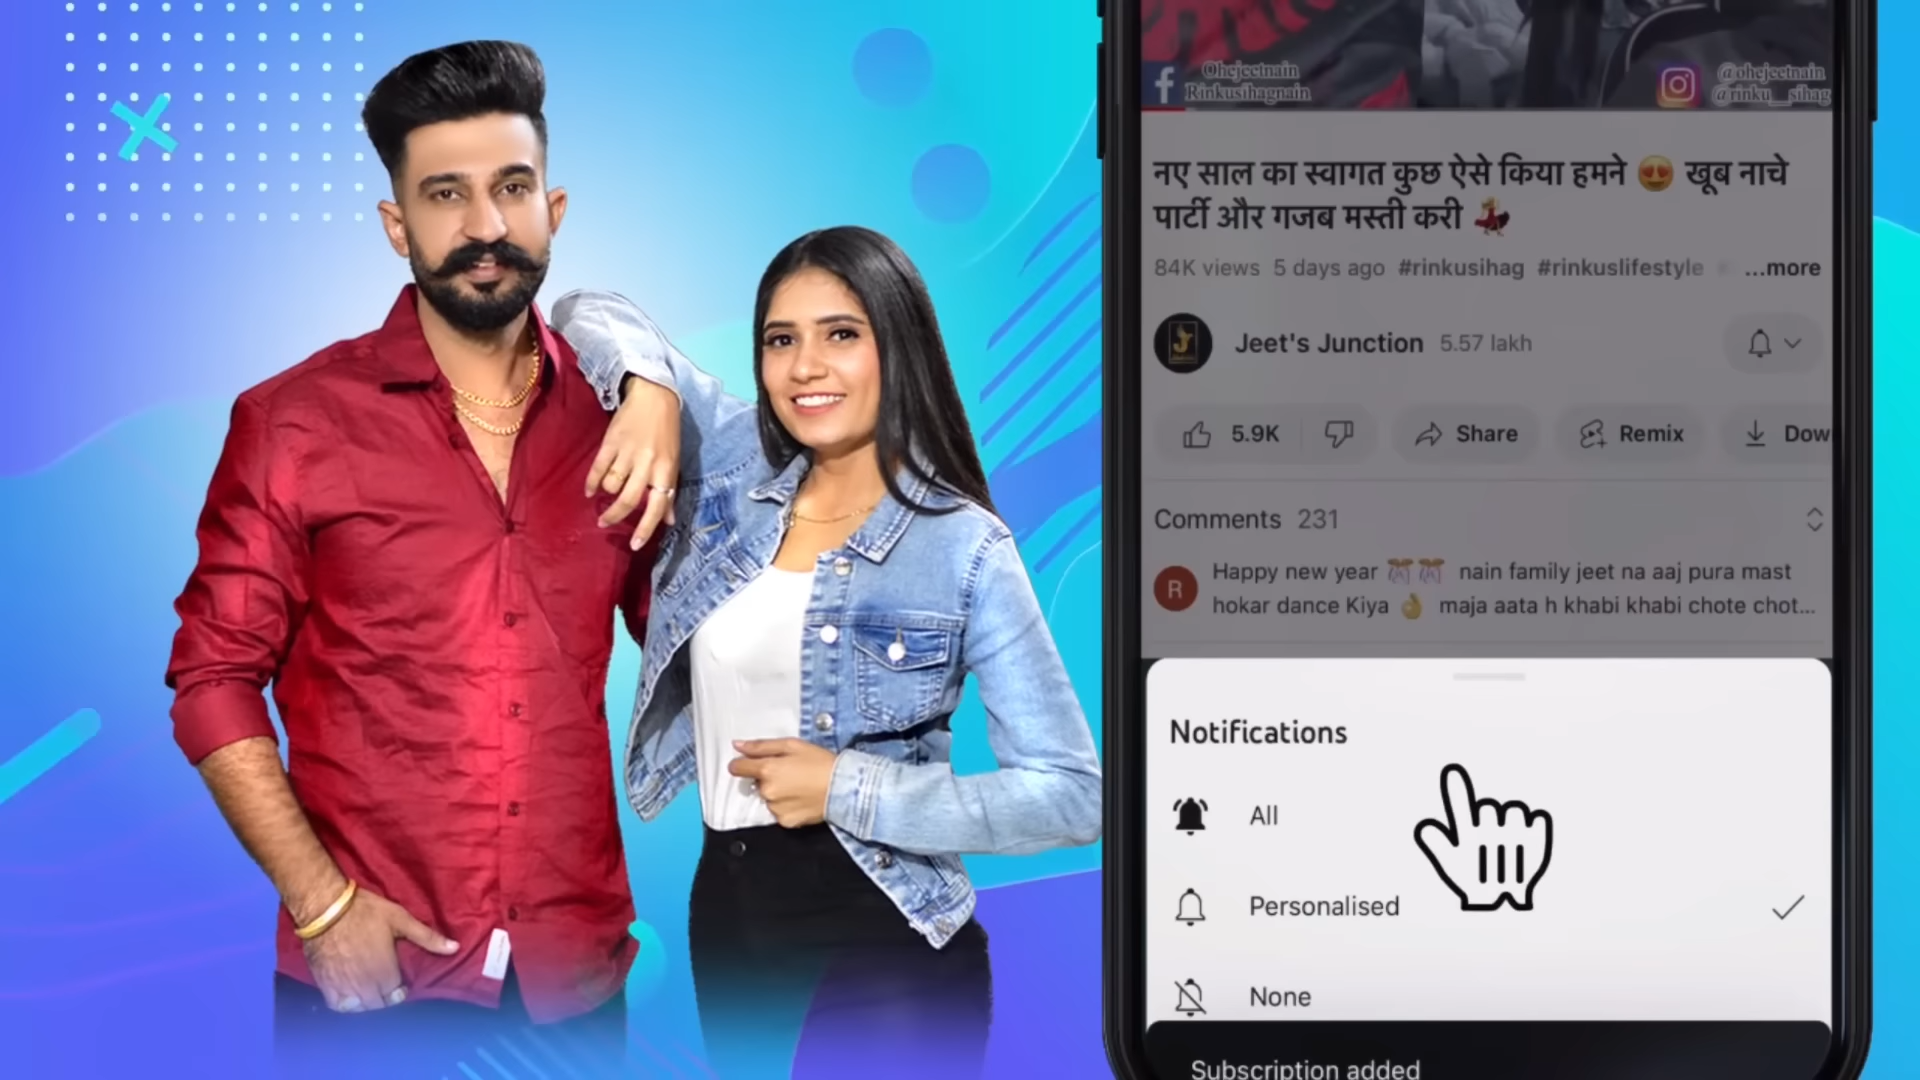 Ohejeetnain
Rinkusihagnain
@ohejeetnain
@rinku__sihag
नए साल का स्वागत कुछ ऐसे किया हमने 😍 खूब नाचे
पार्टी और गजब मस्ती करी 💃
84K views 5 days ago #rinkusihag #rinkuslifestyle ...more
Jeet's Junction 5.57 lakh
5.9K Share Remix Dow
Comments 231
R
Happy new year 🎊🎊 nain family jeet na aaj pura mast
hokar dance Kiya 👌 maja aata h khabi khabi chote chot...
Notifications
All
Personalised
None
Subscription added